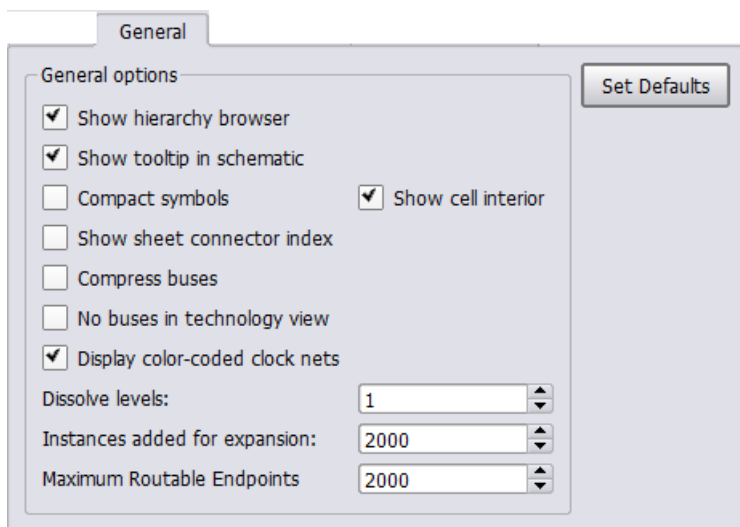 General
General options
Set Defaults
Show hierarchy browser
Show tooltip in schematic
Compact symbols
Show cell interior
Show sheet connector index
Compress buses
No buses in technology view
Display color-coded clock nets
Dissolve levels:
1
Instances added for expansion:
2000
Maximum Routable Endpoints
2000